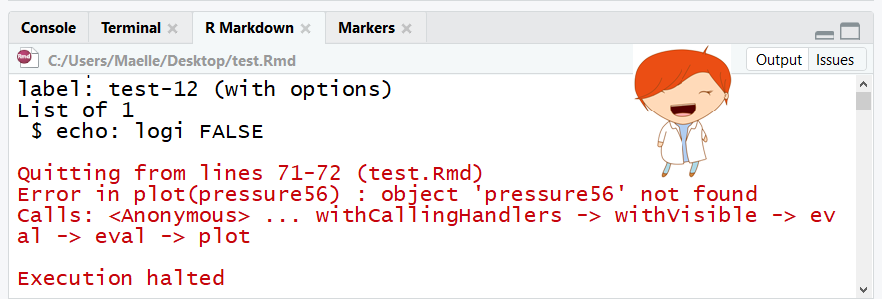 Console Terminal R Markdown Markers
Rmd C:/Users/Maelle/Desktop/test.Rmd Output Issues
label: test-12 (with options)
List of 1
 $ echo: logi FALSE
Quitting from lines 71-72 (test.Rmd)
Error in plot(pressure56) : object 'pressure56' not found
Calls: <Anonymous> ... withCallingHandlers -> withVisible -> ev
al -> eval -> plot
Execution halted